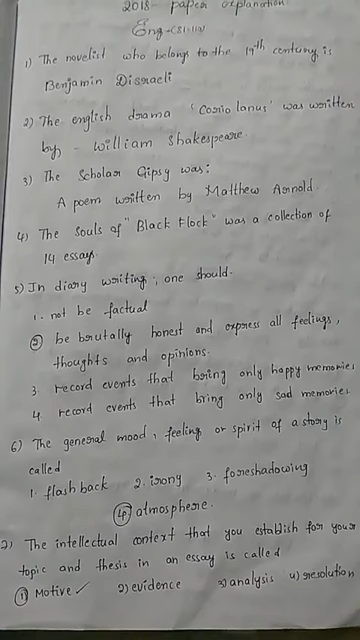 2018- paper explanation
Eng-(S1-110)
1) The novelist who belongs to the 19th century is
Benjamin Disraeli
2) The english drama 'Coriolanus' was written
by - William Shakespeare.
3) The Scholar Gipsy was:
A poem written by Matthew Arnold.
4) The Souls of "Black Flock" was a collection of
14 essays.
5) In diary writing, one should.
1. not be factual
2 be brutally honest and express all feelings,
thoughts and opinions.
3. record events that bring only happy memories
4. record events that bring only sad memories.
6) The general mood, feeling or spirit of a story is
called
1. flash back 2. irony 3. foreshadowing
4 atmosphere.
7) The intellectual context that you establish for your
topic and thesis in an essay is called
1 Motive ✓ 2) evidence 3) analysis 4) resolution